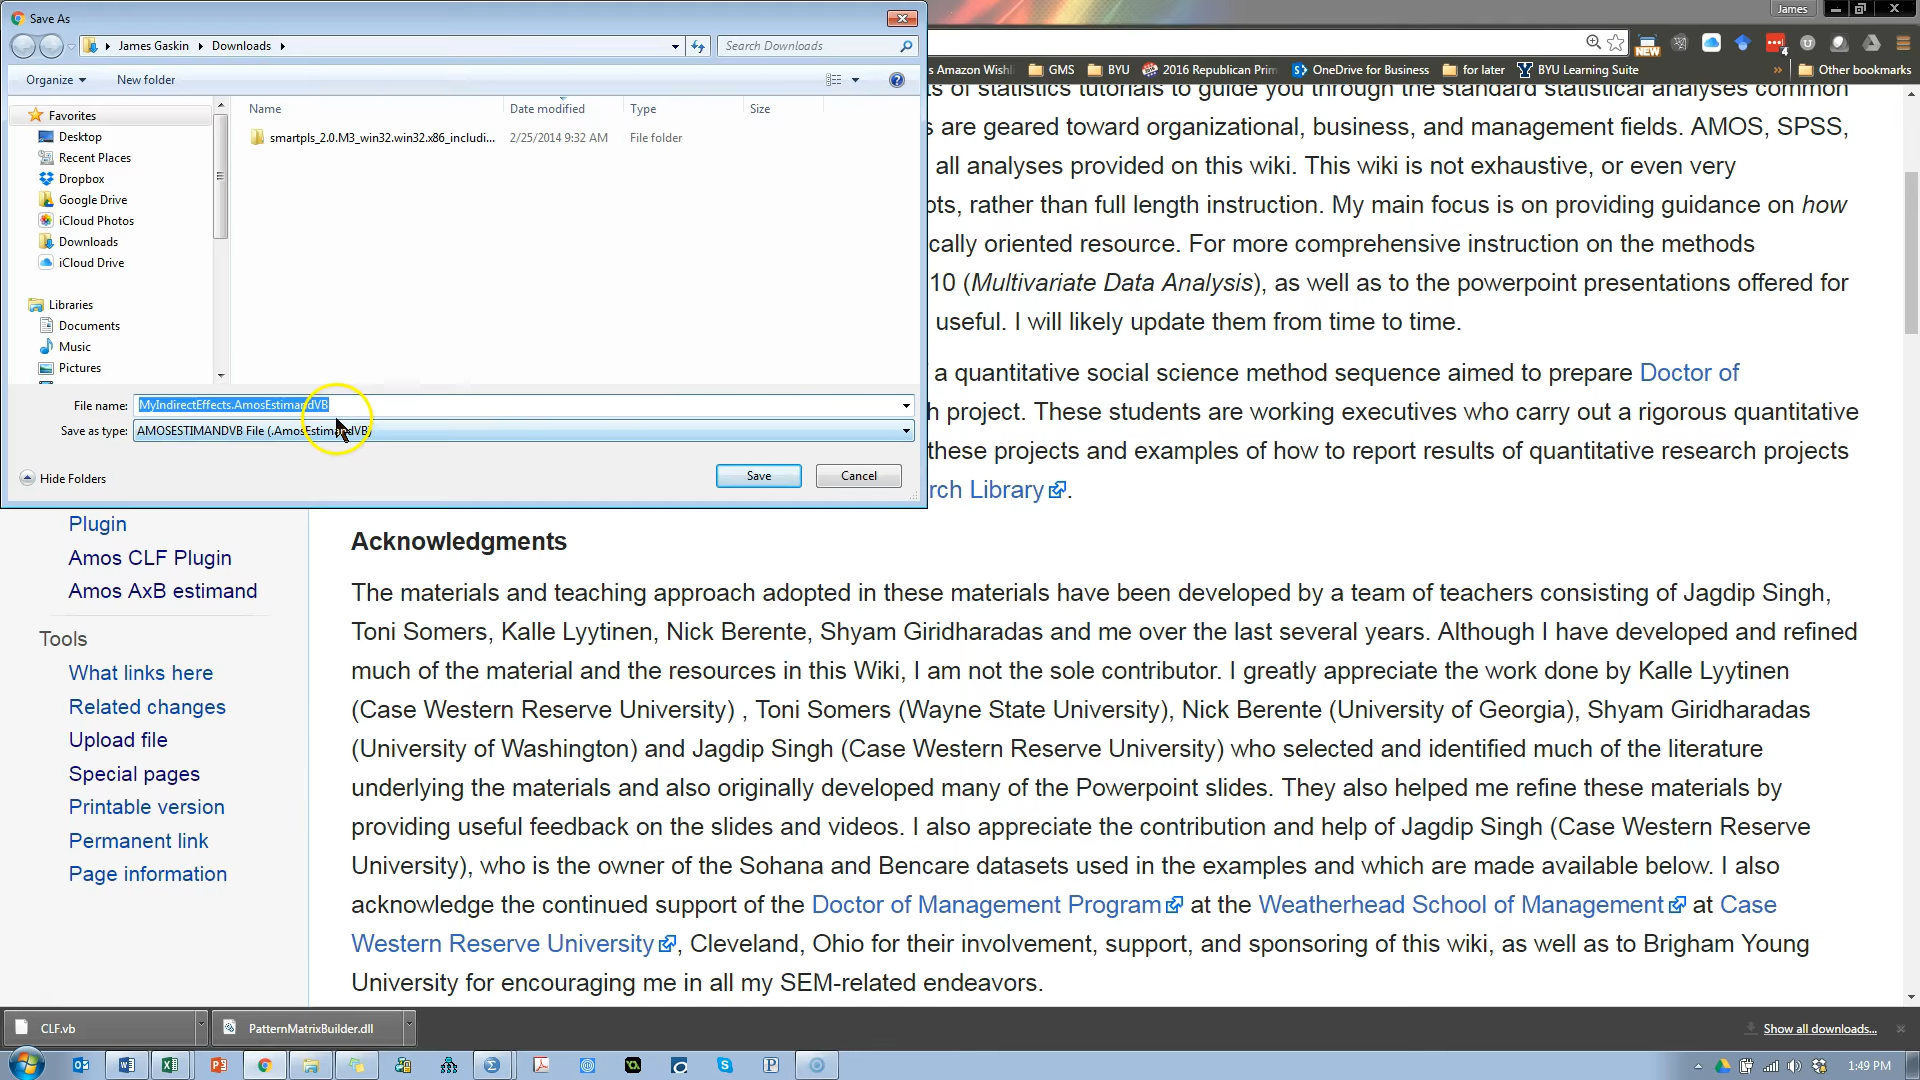 Save As
James
James Gaskin
Downloads
Search Downloads
Organize
New folder
s Amazon Wishl
GMS
BYU
2016 Republican Prim
OneDrive for Business
for later
BYU Learning Suite
»
Other bookmarks
NEW
4
Favorites
Desktop
Recent Places
Dropbox
Google Drive
iCloud Photos
Downloads
iCloud Drive
Libraries
Documents
Music
Pictures
Name
Date modified
Type
Size
smartpls_2.0.M3_win32.win32.x86_includi...
2/25/2014 9:32 AM
File folder
File name: MyIndirectEffects.AmosEstimandVB
Save as type: AMOSESTIMANDVB File (.AmosEstimandVB)
Hide Folders
Save
Cancel
s of statistics tutorials to guide you through the standard statistical analyses common
s are geared toward organizational, business, and management fields. AMOS, SPSS,
all analyses provided on this wiki. This wiki is not exhaustive, or even very
pts, rather than full length instruction. My main focus is on providing guidance on how
cally oriented resource. For more comprehensive instruction on the methods
10 (Multivariate Data Analysis), as well as to the powerpoint presentations offered for
useful. I will likely update them from time to time.
a quantitative social science method sequence aimed to prepare Doctor of
h project. These students are working executives who carry out a rigorous quantitative
these projects and examples of how to report results of quantitative research projects
rch Library.
Plugin
Amos CLF Plugin
Amos AxB estimand
Tools
What links here
Related changes
Upload file
Special pages
Printable version
Permanent link
Page information
Acknowledgments
The materials and teaching approach adopted in these materials have been developed by a team of teachers consisting of Jagdip Singh,
Toni Somers, Kalle Lyytinen, Nick Berente, Shyam Giridharadas and me over the last several years. Although I have developed and refined
much of the material and the resources in this Wiki, I am not the sole contributor. I greatly appreciate the work done by Kalle Lyytinen
(Case Western Reserve University) , Toni Somers (Wayne State University), Nick Berente (University of Georgia), Shyam Giridharadas
(University of Washington) and Jagdip Singh (Case Western Reserve University) who selected and identified much of the literature
underlying the materials and also originally developed many of the Powerpoint slides. They also helped me refine these materials by
providing useful feedback on the slides and videos. I also appreciate the contribution and help of Jagdip Singh (Case Western Reserve
University), who is the owner of the Sohana and Bencare datasets used in the examples and which are made available below. I also
acknowledge the continued support of the Doctor of Management Program at the Weatherhead School of Management at Case
Western Reserve University, Cleveland, Ohio for their involvement, support, and sponsoring of this wiki, as well as to Brigham Young
University for encouraging me in all my SEM-related endeavors.
CLF.vb
PatternMatrixBuilder.dll
Show all downloads...
1:49 PM